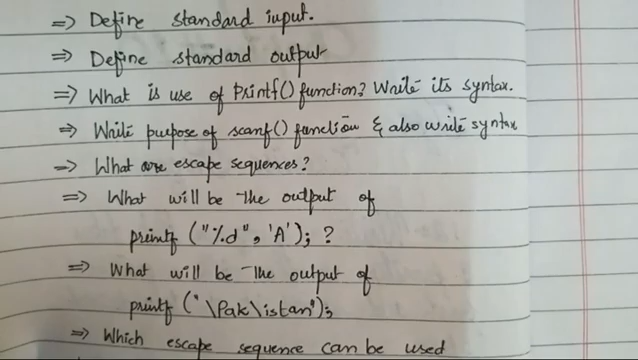 => Define standard input.
=> Define standard output
=> What is use of Printf() function? Write its syntax.
=> Write purpose of scanf() function & also write syntax
=> What are escape sequences?
=> What will be the output of
printf ("%d", 'A'); ?
=> What will be the output of
printf ("\Pak\istan");
=> Which escape sequence can be used